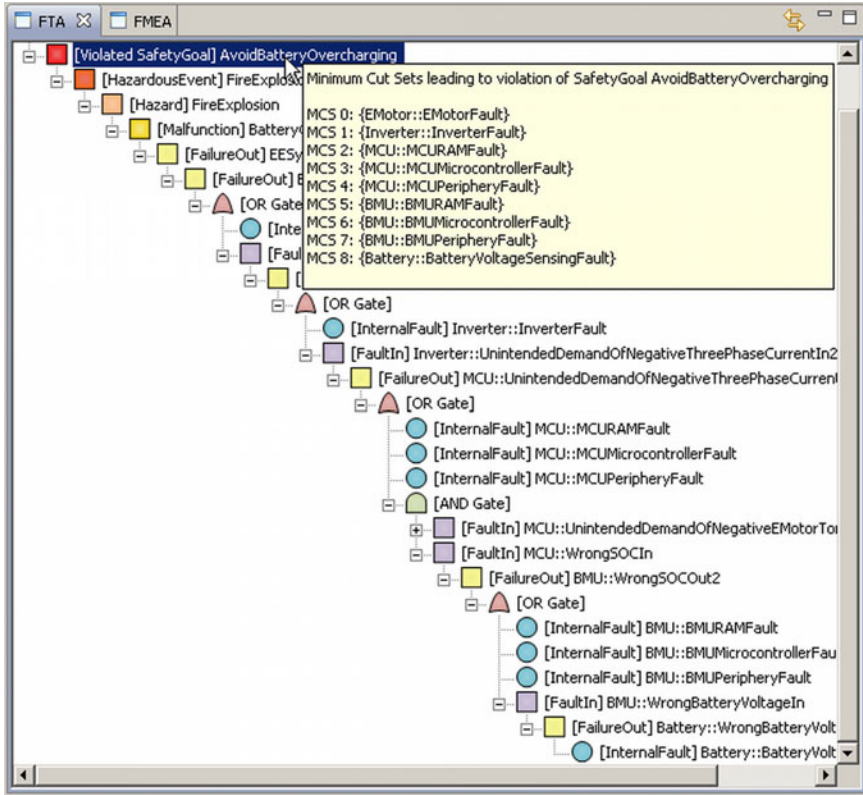 FTA FMEA
[Violated SafetyGoal] AvoidBatteryOvercharging
[HazardousEvent] FireExplosio
Minimum Cut Sets leading to violation of SafetyGoal AvoidBatteryOvercharging
[Hazard] FireExplosion
MCS 0: {EMotor::EMotorFault}
[Malfunction] Battery
MCS 1: {Inverter::InverterFault}
MCS 2: {MCU::MCURAMFault}
[FailureOut] EESy
MCS 3: {MCU::MCUMicrocontrollerFault}
[FailureOut]
MCS 4: {MCU::MCUPeripheryFault}
[OR Gate
MCS 5: {BMU::BMURAMFault}
[Inte
MCS 6: {BMU::BMUMicrocontrollerFault}
MCS 7: {BMU::BMUPeripheryFault}
[Faul
MCS 8: {Battery::BatteryVoltageSensingFault}
[
[OR Gate]
[InternalFault] Inverter::InverterFault
[FaultIn] Inverter::UnintendedDemandOfNegativeThreePhaseCurrentIn2
[FailureOut] MCU::UnintendedDemandOfNegativeThreePhaseCurren
[OR Gate]
[InternalFault] MCU::MCURAMFault
[InternalFault] MCU::MCUMicrocontrollerFault
[InternalFault] MCU::MCUPeripheryFault
[AND Gate]
[FaultIn] MCU::UnintendedDemandOfNegativeEMotorTor
[FaultIn] MCU::WrongSOCIn
[FailureOut] BMU::WrongSOCOut2
[OR Gate]
[InternalFault] BMU::BMURAMFault
[InternalFault] BMU::BMUMicrocontrollerFau
[InternalFault] BMU::BMUPeripheryFault
[FaultIn] BMU::WrongBatteryVoltageIn
[FailureOut] Battery::WrongBatteryVolt
[InternalFault] Battery::BatteryVolt